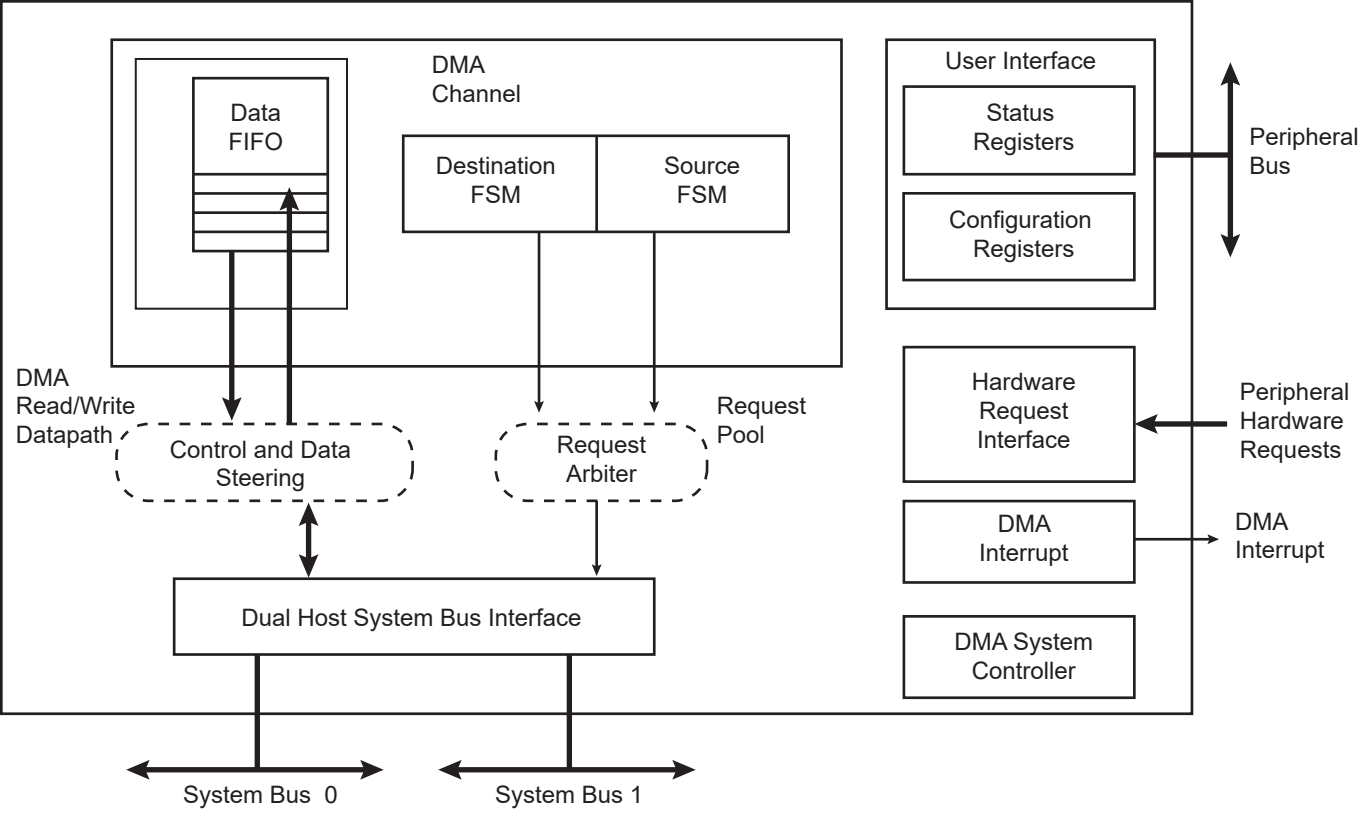 DMA
Channel
Data
FIFO
Destination
FSM
Source
FSM
User Interface
Status
Registers
Configuration
Registers
Peripheral
Bus
DMA
Read/Write
Datapath
Control and Data
Steering
Request
Arbiter
Request
Pool
Hardware
Request
Interface
Peripheral
Hardware
Requests
DMA
Interrupt
DMA
Interrupt
Dual Host System Bus Interface
DMA System
Controller
System Bus  0
System Bus 1